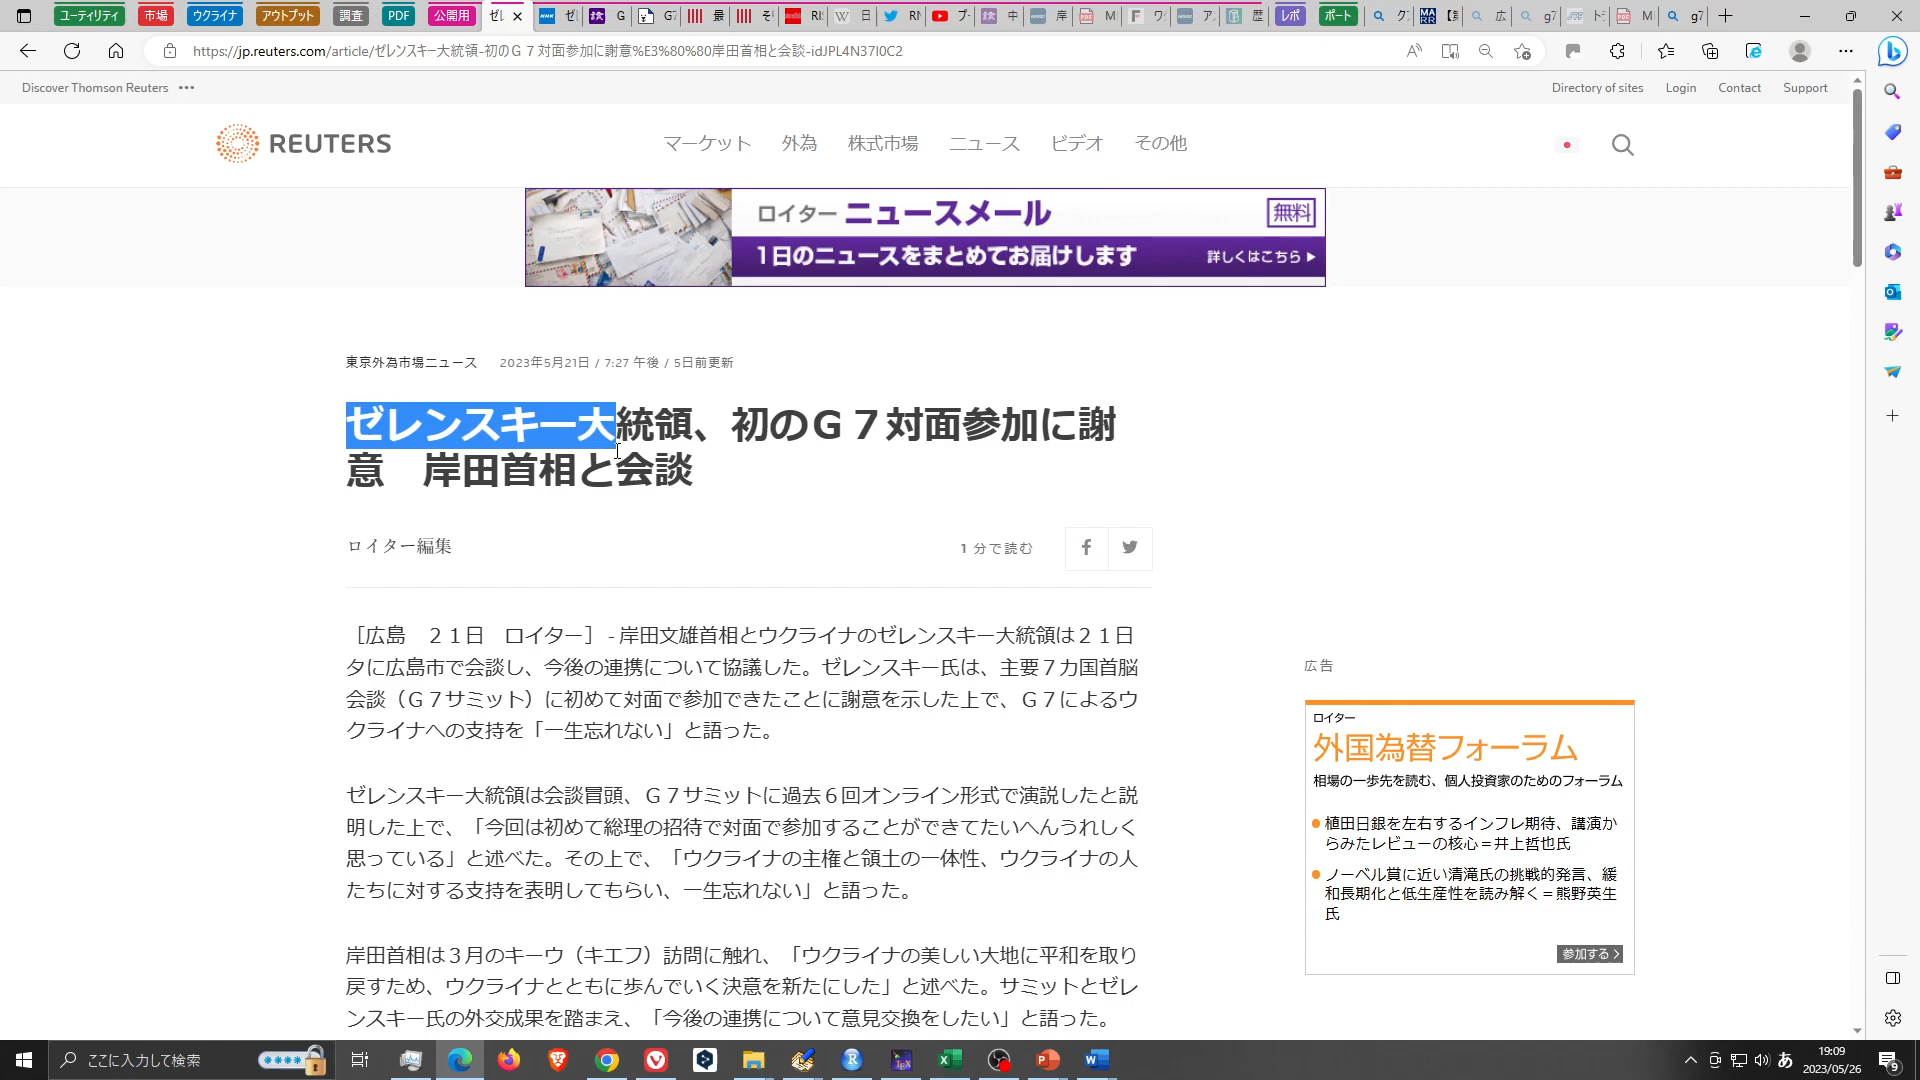 ユーティリティ 市場 ウクライナ アウトプット 調査 PDF 公開用
https://jp.reuters.com/article/ゼレンスキー大統領-初のＧ７対面参加に謝意%E3%80%80岸田首相と会談-idJPL4N37I0C2
Discover Thomson Reuters •••
Directory of sites Login Contact Support
REUTERS
マーケット 外為 株式市場 ニュース ビデオ その他
ロイター ニュースメール 無料
1日のニュースをまとめてお届けします 詳しくはこちら
東京外為市場ニュース 2023年5月21日 / 7:27 午後 / 5日前更新
ゼレンスキー大統領、初のＧ７対面参加に謝
意　岸田首相と会談
ロイター編集
1 分で読む
［広島　２１日　ロイター］ - 岸田文雄首相とウクライナのゼレンスキー大統領は２１日
夕に広島市で会談し、今後の連携について協議した。ゼレンスキー氏は、主要７カ国首脳
会談（Ｇ７サミット）に初めて対面で参加できたことに謝意を示した上で、Ｇ７によるウ
クライナへの支持を「一生忘れない」と語った。
ゼレンスキー大統領は会談冒頭、Ｇ７サミットに過去６回オンライン形式で演説したと説
明した上で、「今回は初めて総理の招待で対面で参加することができてたいへんうれしく
思っている」と述べた。その上で、「ウクライナの主権と領土の一体性、ウクライナの人
たちに対する支持を表明してもらい、一生忘れない」と語った。
岸田首相は３月のキーウ（キエフ）訪問に触れ、「ウクライナの美しい大地に平和を取り
戻すため、ウクライナとともに歩んでいく決意を新たにした」と述べた。サミットとゼレ
ンスキー氏の外交成果を踏まえ、「今後の連携について意見交換をしたい」と語った。
広告
ロイター
外国為替フォーラム
相場の一歩先を読む、個人投資家のためのフォーラム
植田日銀を左右するインフレ期待、講演か
らみたレビューの核心＝井上哲也氏
ノーベル賞に近い清滝氏の挑戦的発言、緩
和長期化と低生産性を読み解く＝熊野英生
氏
参加する
ここに入力して検索
あ
19:09
2023/05/26
9